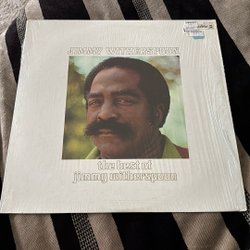 JIMMY WITHERSPOON
the best of
jimmy witherspoon